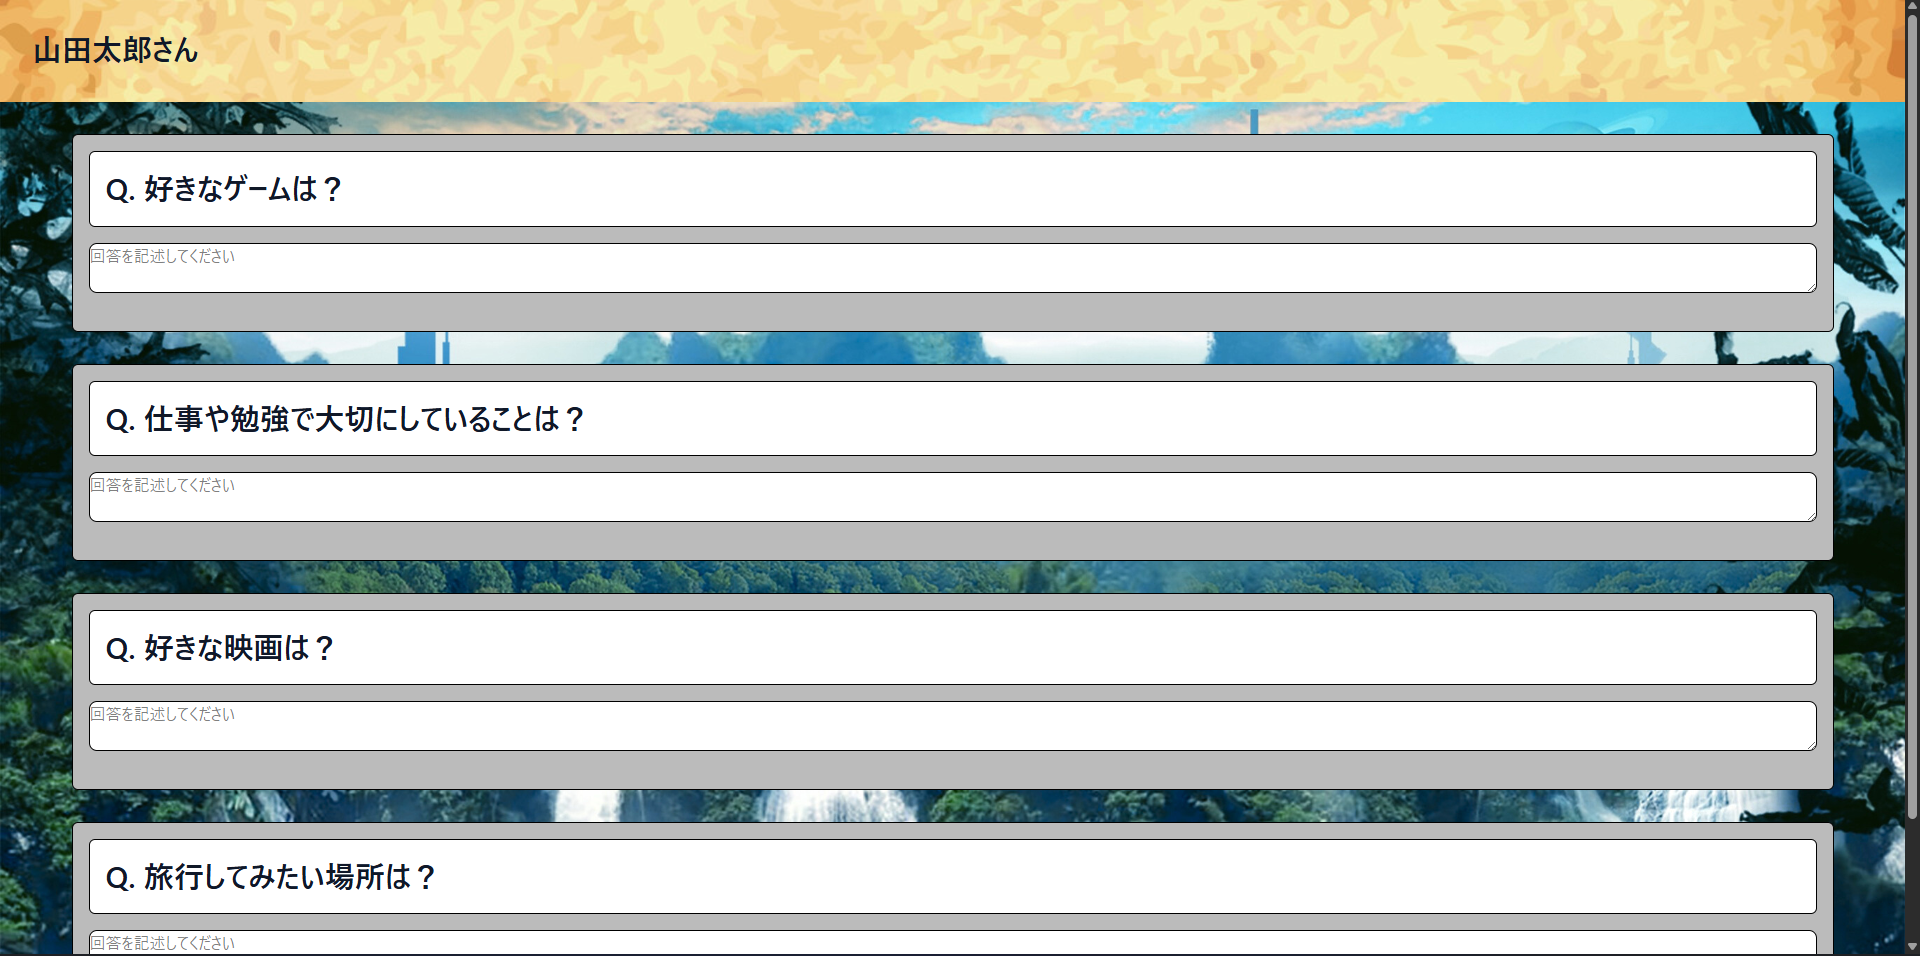 山田太郎さん
Q. 好きなゲームは？
回答を記述してください
Q. 仕事や勉強で大切にしていることは？
回答を記述してください
Q. 好きな映画は？
回答を記述してください
Q. 旅行してみたい場所は？
回答を記述してください